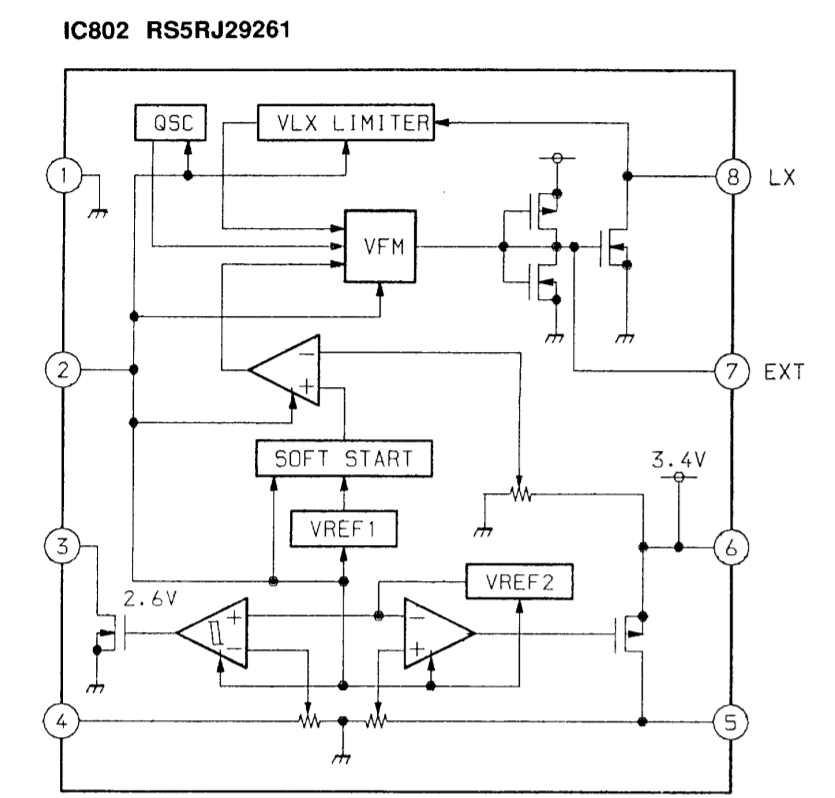 IC802 RS5RJ29261
QSC
VLX LIMITER
1
8
LX
VFM
2
7
EXT
−
+
SOFT START
3.4V
VREF1
3
6
VREF2
2.6V
+
−
−
+
4
5